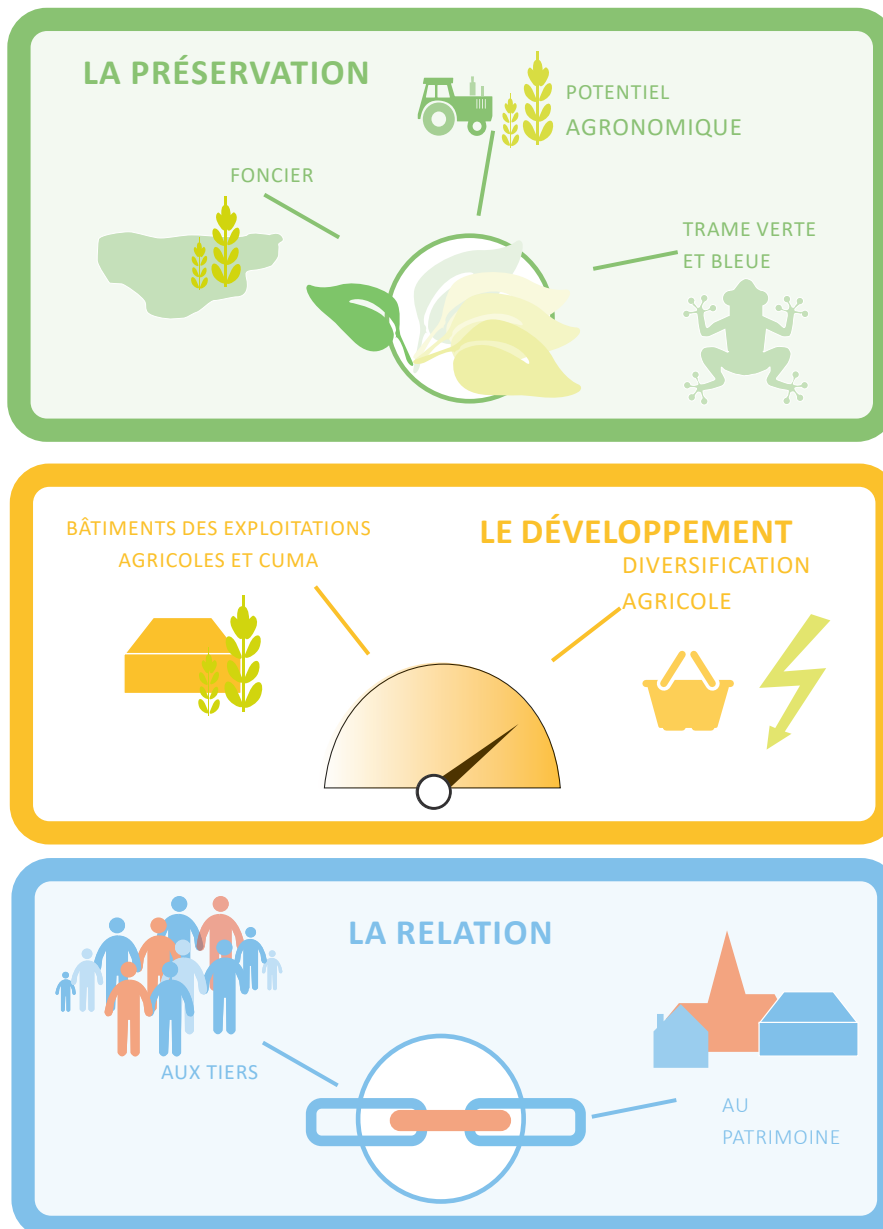 LA PRÉSERVATION
POTENTIEL
AGRONOMIQUE
FONCIER
TRAME VERTE
ET BLEUE
BÂTIMENTS DES EXPLOITATIONS
AGRICOLES ET CUMA
LE DÉVELOPPEMENT
DIVERSIFICATION
AGRICOLE
LA RELATION
AUX TIERS
AU
PATRIMOINE